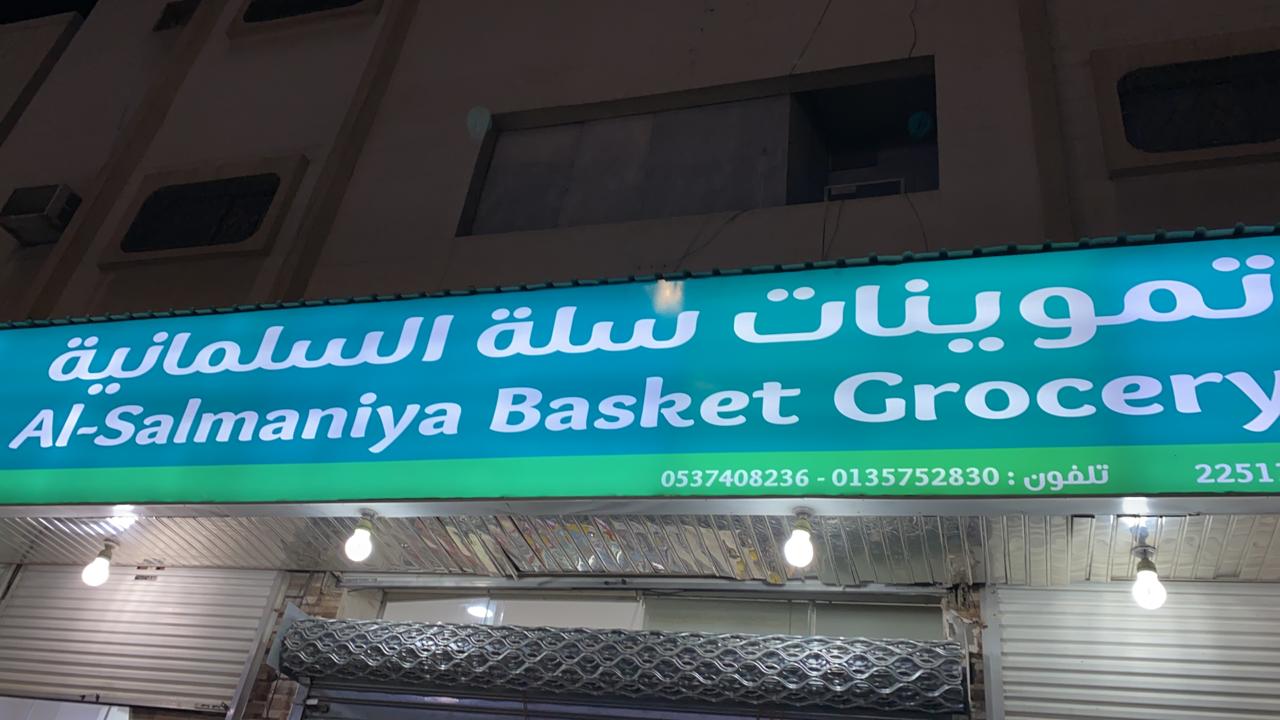 تموينات سلة السلمانية
Al-Salmaniya Basket Grocery
تلفون : 0135752830 - 0537408236